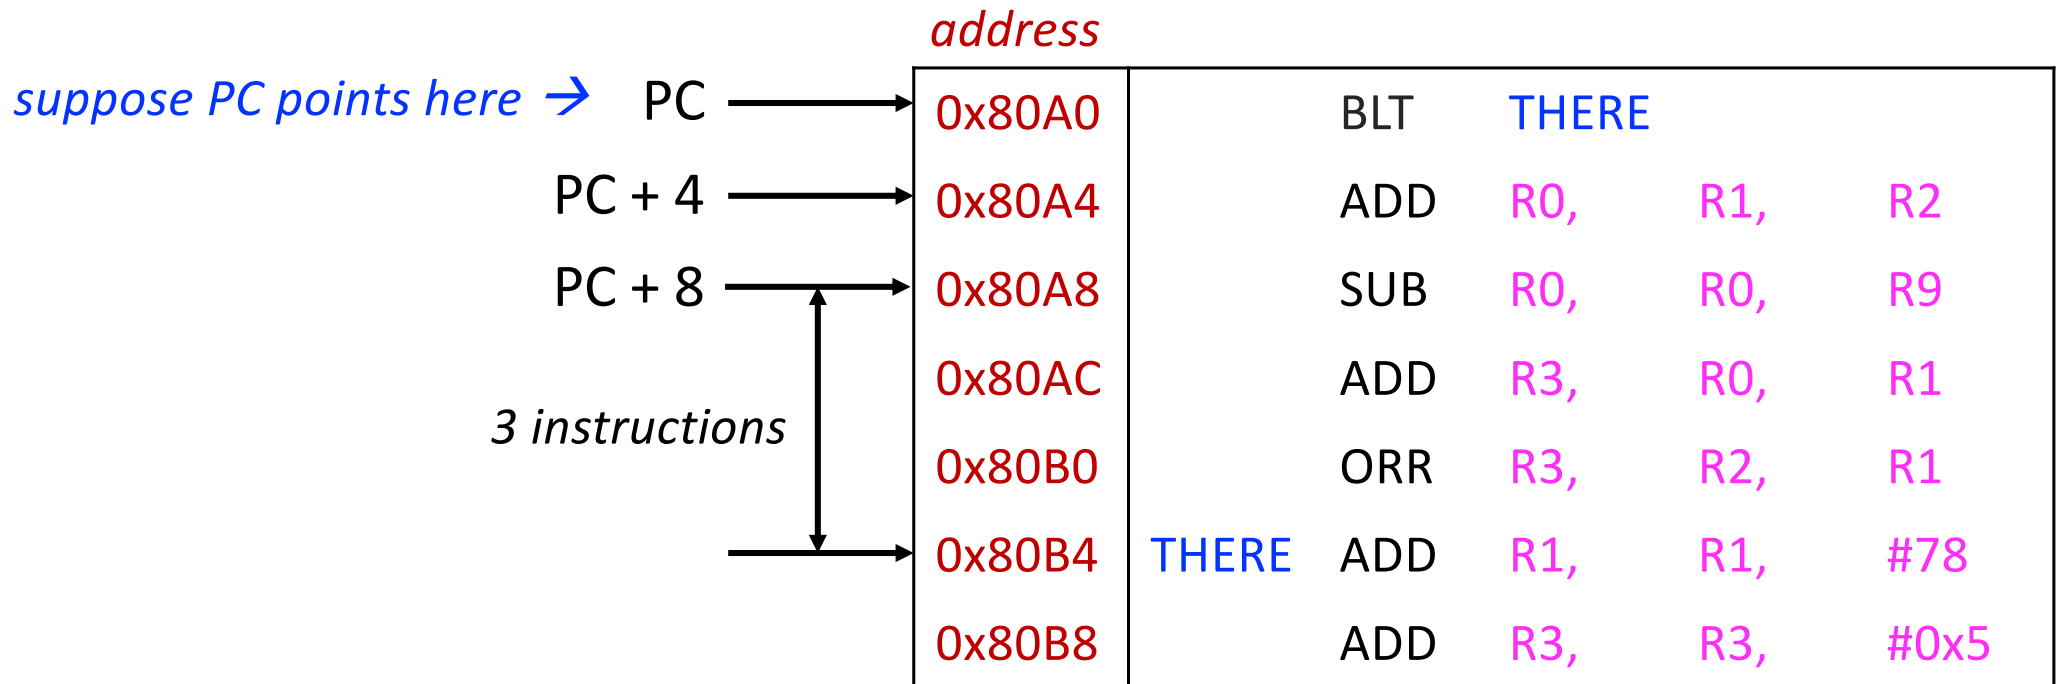 address
suppose PC points here → PC 0x80A0 BLT THERE
PC + 4 0x80A4 ADD R0, R1, R2
PC + 8 0x80A8 SUB R0, R0, R9
0x80AC ADD R3, R0, R1
3 instructions
0x80B0 ORR R3, R2, R1
0x80B4 THERE ADD R1, R1, #78
0x80B8 ADD R3, R3, #0x5